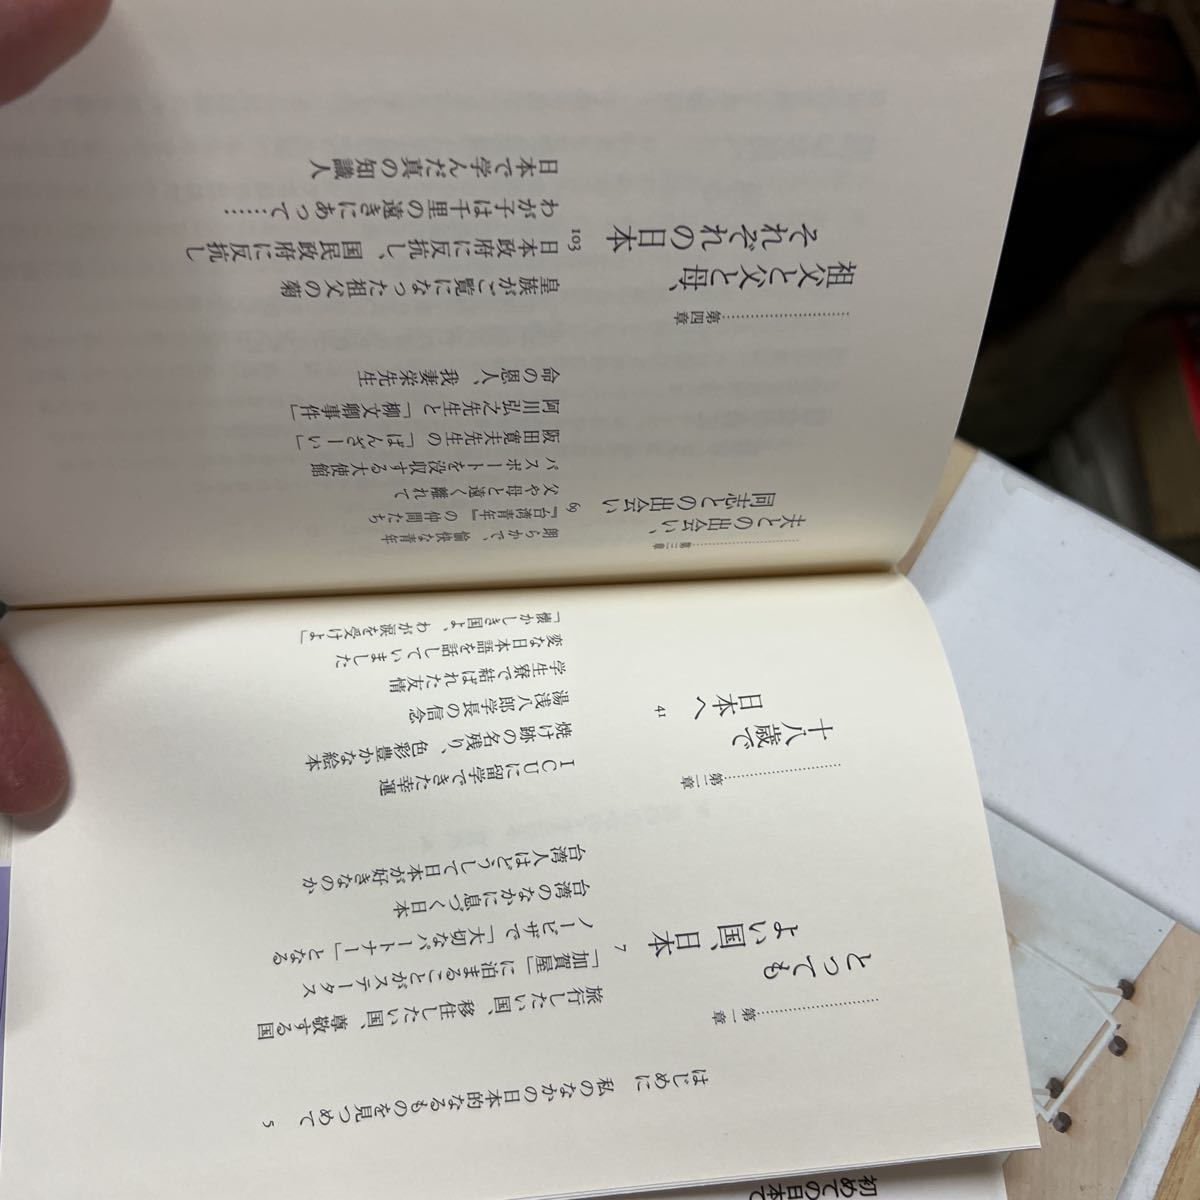 はじめに 私のなかの日本的なるものを見つめて 5
第一章
とっても
よい国、日本
7
旅行したい国、移住したい国、尊敬する国
「加賀屋」に泊まることがステータス
ノービザで「大切なパートナー」となる
台湾のなかに息づく日本
台湾人はどうして日本が好きなのか
第二章
十八歳で
日本へ
41
ICUに留学できた幸運
焼け跡の名残り、色彩豊かな絵本
湯浅八郎学長の信念
学生寮で結ばれた友情
変な日本語を話していました
「懐かしき国よ、わが涙を受けよ」
第三章
夫との出会い、
同志との出会い
69
朗らかで、愉快な青年
『台湾青年』の仲間たち
父や母と遠く離れて
パスポートを没収する大使館
阪田寛夫先生の「ばんざーい」
阿川弘之先生と「柳文卿事件」
命の恩人、我妻栄先生
第四章
祖父と父と母、
それぞれの日本
103
皇族がご覧になった祖父の菊
日本政府に反抗し、国民政府に反抗し
わが子は千里の遠きにあって……
日本で学んだ真の知識人
初めての日本で